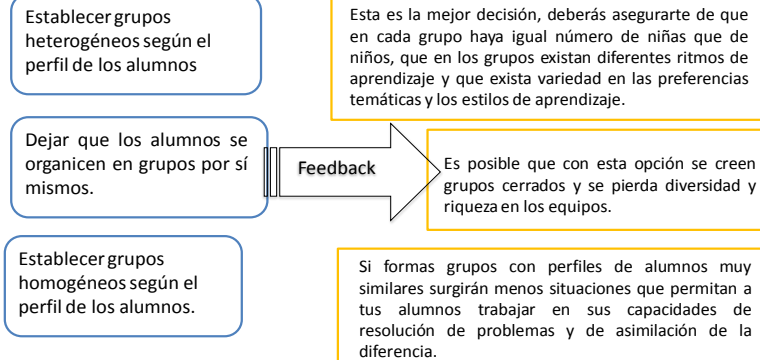 Establecer grupos
heterogéneos según el
perfil de los alumnos
Esta es la mejor decisión, deberás asegurarte de que
en cada grupo haya igual número de niñas que de
niños, que en los grupos existan diferentes ritmos de
aprendizaje y que exista variedad en las preferencias
temáticas y los estilos de aprendizaje.
Dejar que los alumnos se
organicen en grupos por sí
mismos.
Feedback
Es posible que con esta opción se creen
grupos cerrados y se pierda diversidad y
riqueza en los equipos.
Establecer grupos
homogéneos según el
perfil de los alumnos.
Si formas grupos con perfiles de alumnos muy
similares surgirán menos situaciones que permitan a
tus alumnos trabajar en sus capacidades de
resolución de problemas y de asimilación de la
diferencia.